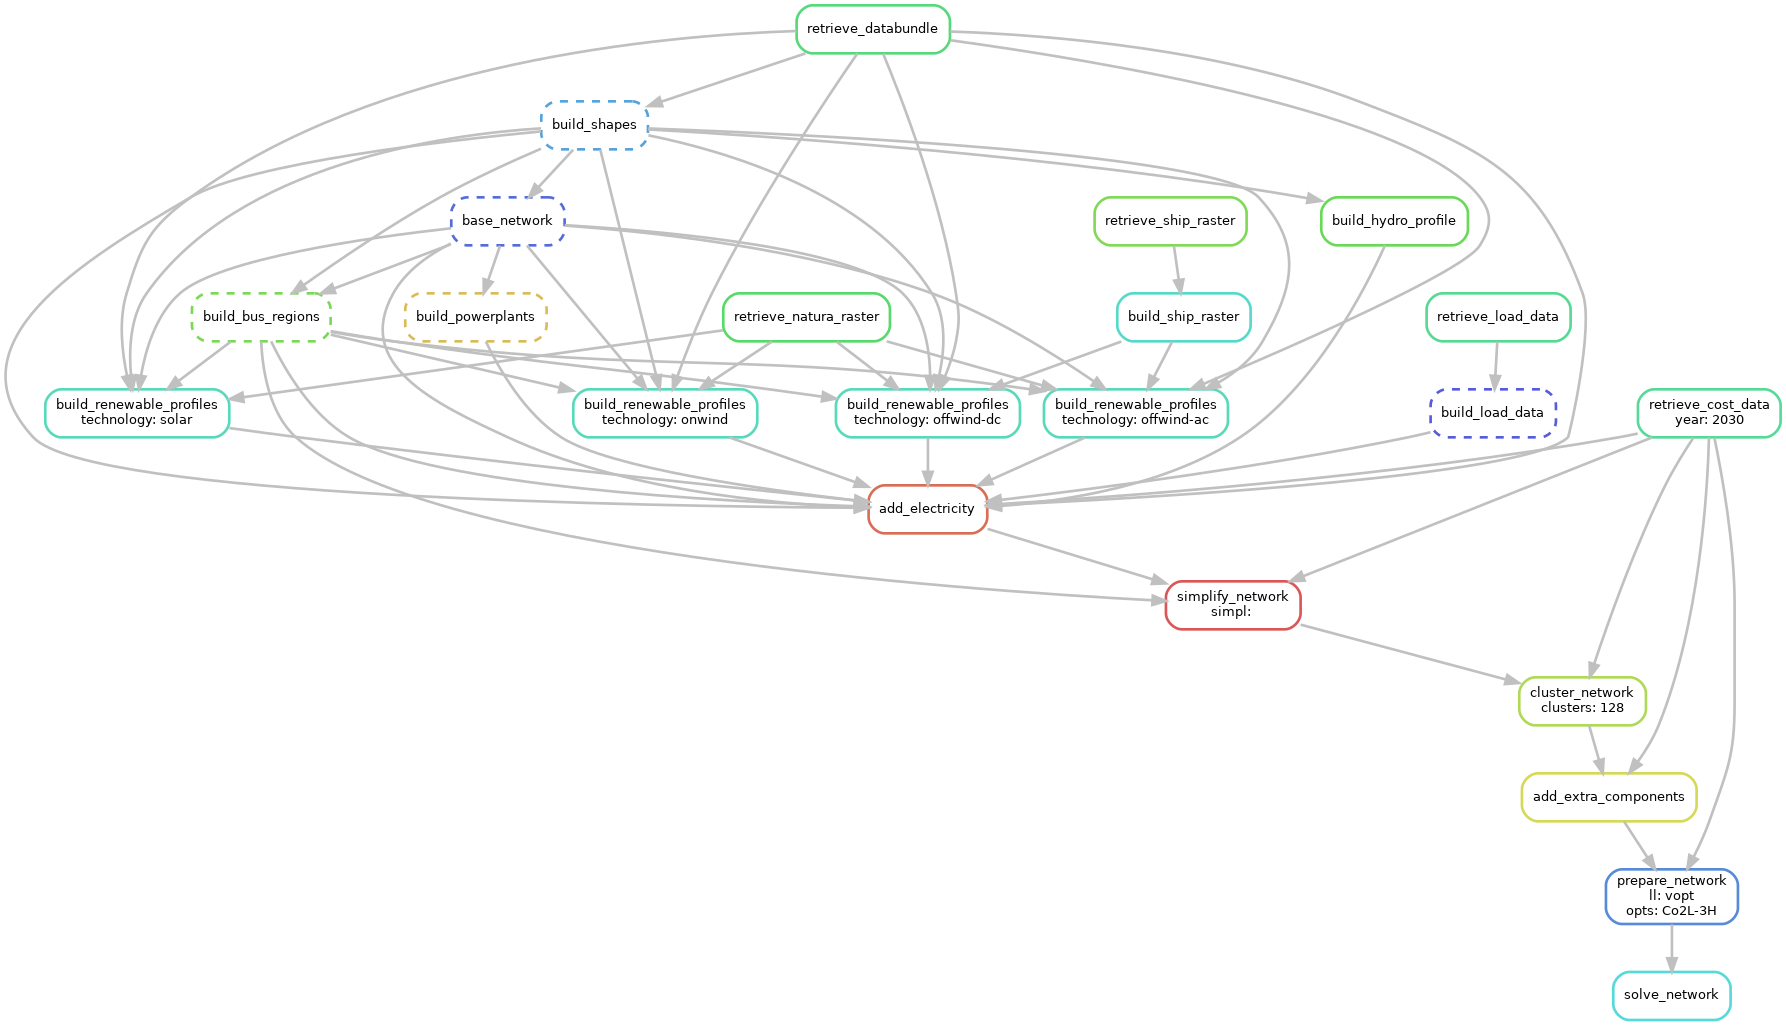 retrieve_databundle
build_shapes
base_network
retrieve_ship_raster
build_hydro_profile
build_bus_regions
build_powerplants
retrieve_natura_raster
build_ship_raster
retrieve_load_data
build_renewable_profiles
technology: solar
build_renewable_profiles
technology: onwind
build_renewable_profiles
technology: offwind-dc
build_renewable_profiles
technology: offwind-ac
build_load_data
retrieve_cost_data
year: 2030
add_electricity
simplify_network
simpl:
cluster_network
clusters: 128
add_extra_components
prepare_network
ll: vopt
opts: Co2L-3H
solve_network